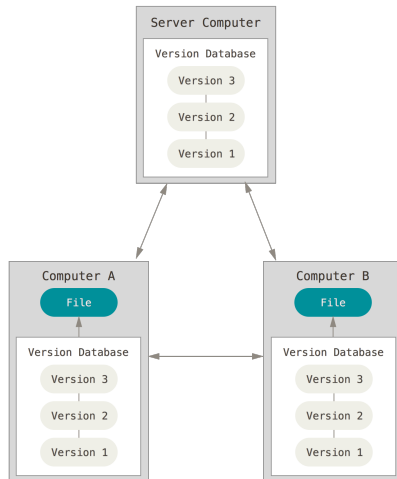 Server Computer
Version Database
Version 3
Version 2
Version 1
Computer A
File
Version Database
Version 3
Version 2
Version 1
Computer B
File
Version Database
Version 3
Version 2
Version 1